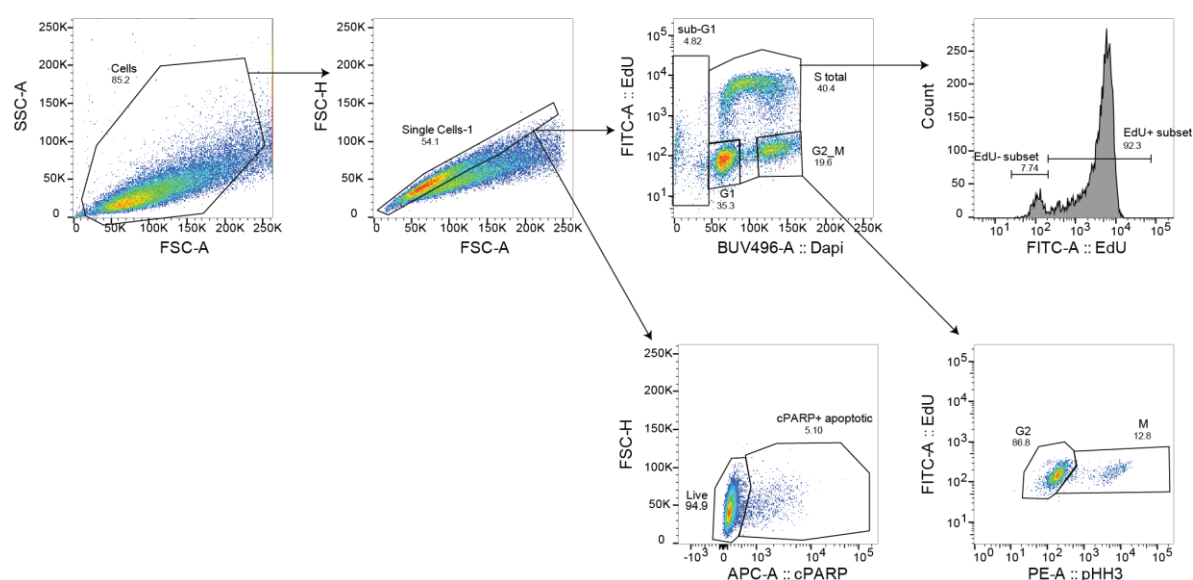 SSC-A
250K
200K
150K
100K
50K
0
Cells
85.2
0 50K 100K 150K 200K 250K
FSC-A
FSC-H
250K
200K
150K
100K
50K
0
Single Cells-1
54.1
0 50K 100K 150K 200K 250K
FSC-A
FITC-A :: EdU
10^5
10^4
10^3
10^2
10^1
sub-G1
4.82
S total
40.4
G2_M
19.6
G1
35.3
0 50K 100K 150K 200K
BUV496-A :: Dapi
Count
250
200
150
100
50
0
EdU+ subset
92.3
EdU- subset
7.74
10^1 10^2 10^3 10^4 10^5
FITC-A :: EdU
FSC-H
250K
200K
150K
100K
50K
0
cPARP+ apoptotic
5.10
Live
94.9
-10^3 0 10^3 10^4 10^5
APC-A :: cPARP
FITC-A :: EdU
10^5
10^4
10^3
10^2
10^1
G2
86.8
M
12.8
10^0 10^1 10^2 10^3 10^4 10^5
PE-A :: pHH3